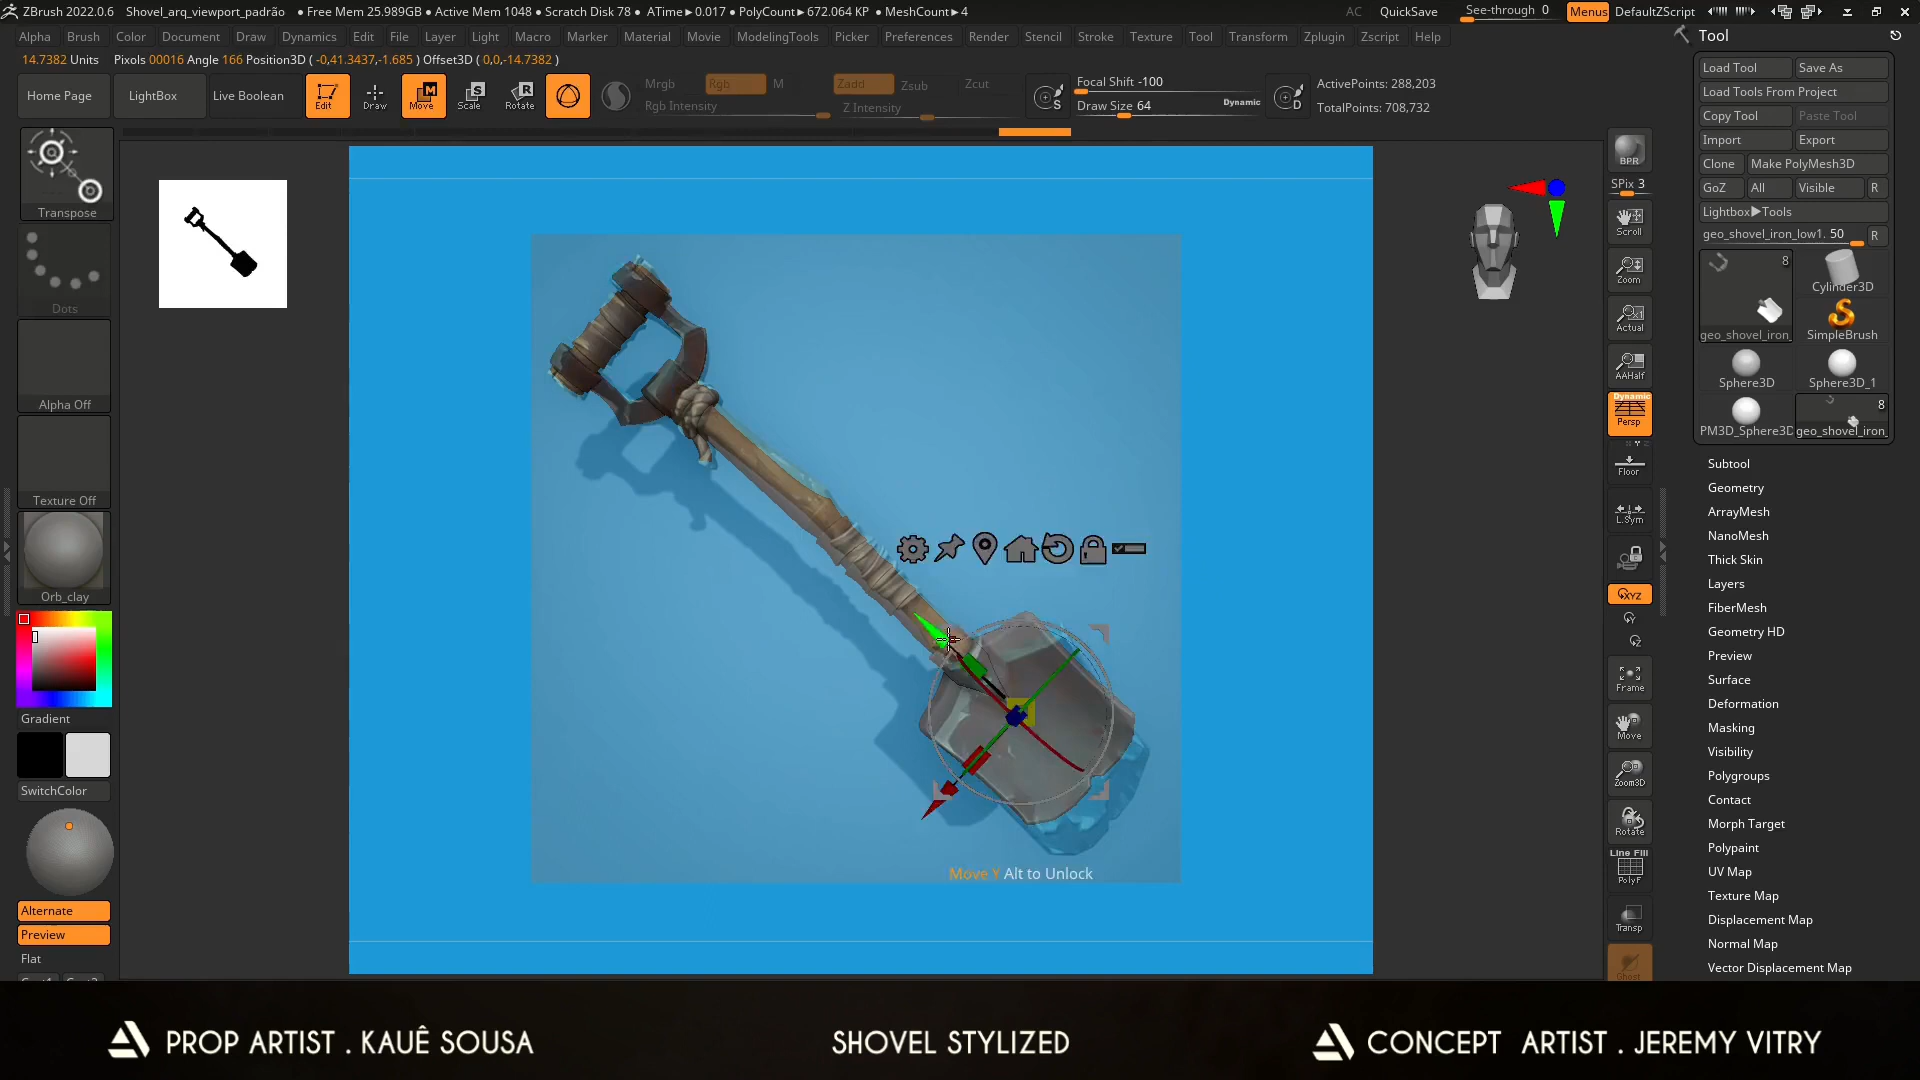 ZBrush 2022.0.6 Shovel_arq_viewport_padrão • Free Mem 25.989GB • Active Mem 1048 • Scratch Disk 78 • ATime►0.017 • PolyCount►672.064 KP • MeshCount►4 AC QuickSave See-through 0 Menus DefaultZScript
Alpha Brush Color Document Draw Dynamics Edit File Layer Light Macro Marker Material Movie ModelingTools Picker Preferences Render Stencil Stroke Texture Tool Transform Zplugin Zscript Help
14.7382 Units Pixols 00016 Angle 166 Position3D ( -0,41.3437,-1.685 ) Offset3D ( 0,0,-14.7382 )
Home Page LightBox Live Boolean Edit Draw Move Scale Rotate
Mrgb Rgb M Zadd Zsub Zcut
Rgb Intensity Z Intensity
Focal Shift -100
Draw Size 64 Dynamic
ActivePoints: 288,203
TotalPoints: 708,732
Transpose
Dots
Alpha Off
Texture Off
Orb_clay
Gradient
SwitchColor
Alternate
Preview
Flat
Move Y Alt to Unlock
BPR
SPix 3
Scroll
Zoom
Actual
AAHalf
Dynamic
Persp
Floor
L.Sym
XYZ
Frame
Move
Zoom3D
Rotate
Line Fill
PolyF
Transp
Ghost
Tool
Load Tool Save As
Load Tools From Project
Copy Tool Paste Tool
Import Export
Clone Make PolyMesh3D
GoZ All Visible R
Lightbox►Tools
geo_shovel_iron_low1. 50 R
8
Cylinder3D
geo_shovel_iron_ SimpleBrush
Sphere3D Sphere3D_1
8
PM3D_Sphere3D geo_shovel_iron_
Subtool
Geometry
ArrayMesh
NanoMesh
Thick Skin
Layers
FiberMesh
Geometry HD
Preview
Surface
Deformation
Masking
Visibility
Polygroups
Contact
Morph Target
Polypaint
UV Map
Texture Map
Displacement Map
Normal Map
Vector Displacement Map
PROP ARTIST . KAUÊ SOUSA
SHOVEL STYLIZED
CONCEPT ARTIST . JEREMY VITRY